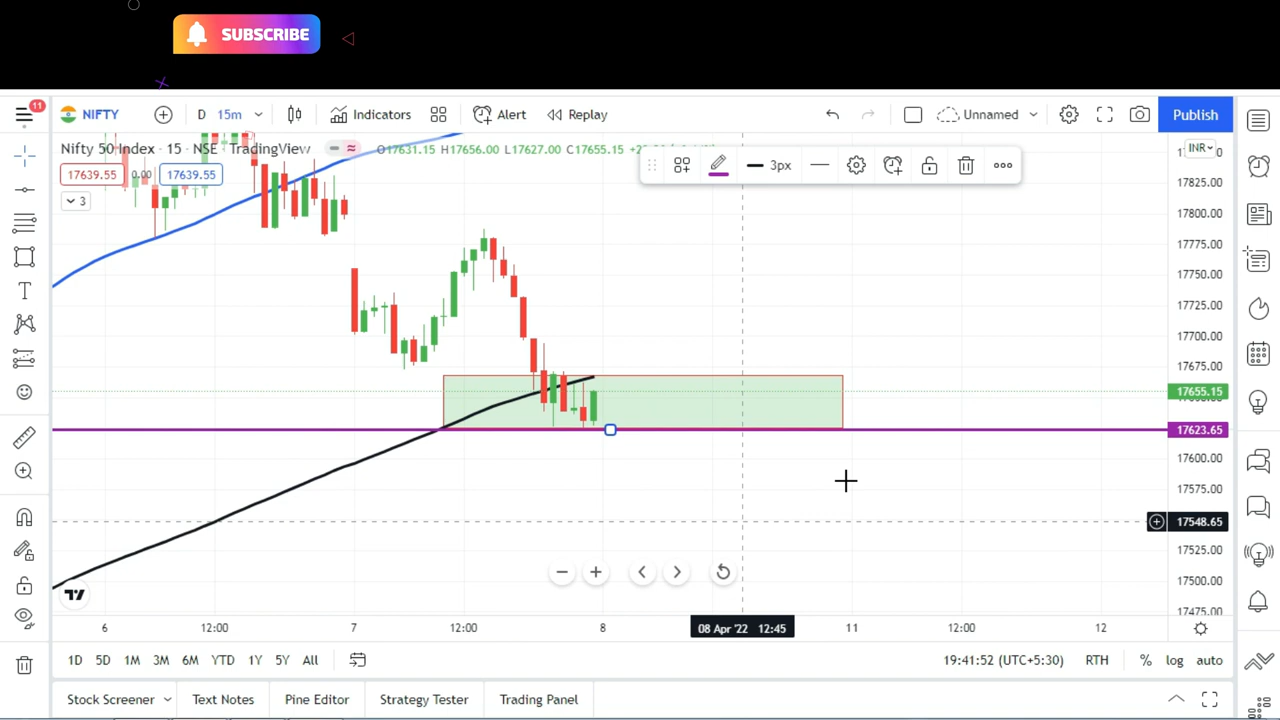 SUBSCRIBE
11
NIFTY
D 15m
Indicators
Alert
Replay
Unnamed
Publish
Nifty 50 Index · 15 · NSE · TradingView
O17631.15 H17656.00 L17627.00 C17655.15
INR
17639.55 0.00 17639.55
3
3px
17825.00
17800.00
17775.00
17750.00
17725.00
17700.00
17675.00
17655.15
17623.65
17600.00
17575.00
17548.65
17525.00
17500.00
17475.00
6 12:00 7 12:00 8 08 Apr '22 12:45 11 12:00 12
1D 5D 1M 3M 6M YTD 1Y 5Y All
19:41:52 (UTC+5:30) RTH % log auto
Stock Screener Text Notes Pine Editor Strategy Tester Trading Panel